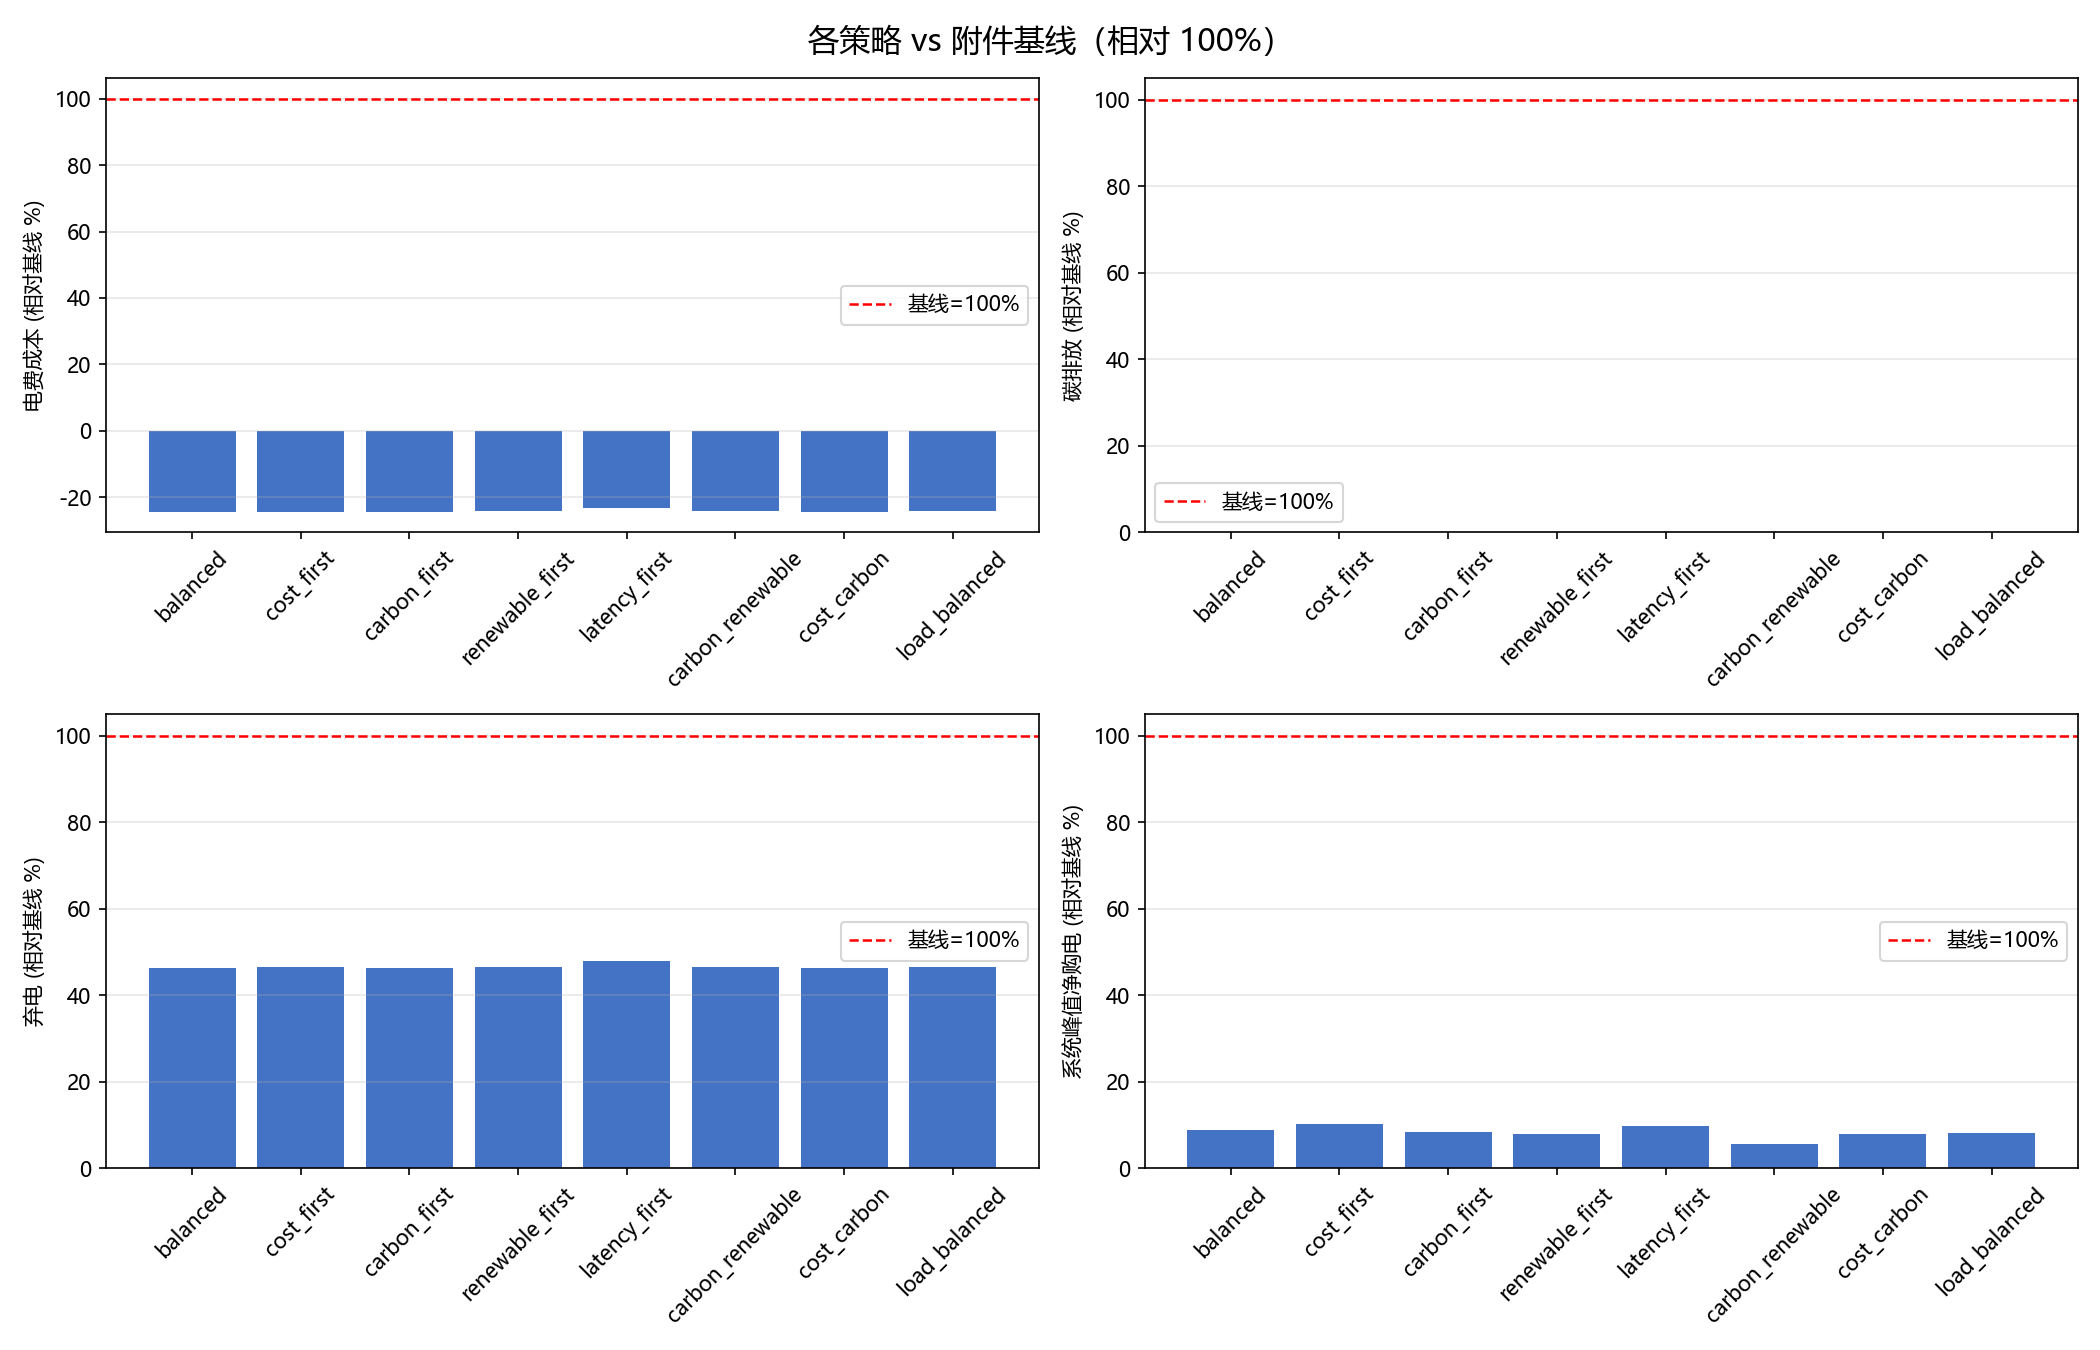 各策略 vs 附件基线（相对 100%）
电费成本 (相对基线 %)
100
80
60
40
20
0
-20
基线=100%
balanced
cost_first
carbon_first
renewable_first
latency_first
carbon_renewable
cost_carbon
load_balanced
碳排放 (相对基线 %)
100
80
60
40
20
0
基线=100%
balanced
cost_first
carbon_first
renewable_first
latency_first
carbon_renewable
cost_carbon
load_balanced
弃电 (相对基线 %)
100
80
60
40
20
0
基线=100%
balanced
cost_first
carbon_first
renewable_first
latency_first
carbon_renewable
cost_carbon
load_balanced
系统峰值净购电 (相对基线 %)
100
80
60
40
20
0
基线=100%
balanced
cost_first
carbon_first
renewable_first
latency_first
carbon_renewable
cost_carbon
load_balanced